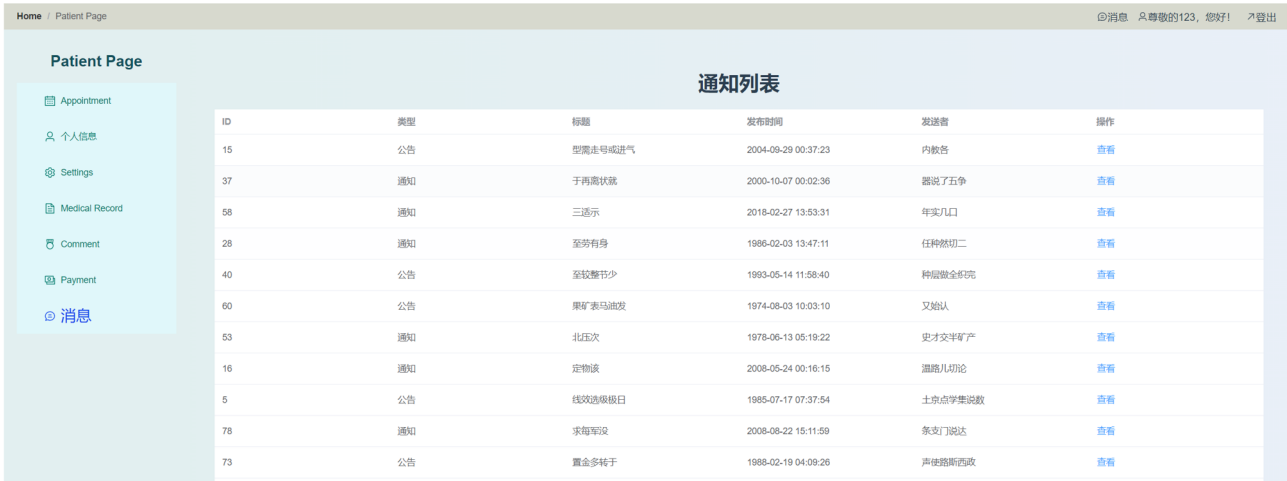 Home / Patient Page
消息 尊敬的123，您好！ 登出
Patient Page
Appointment
个人信息
Settings
Medical Record
Comment
Payment
消息
通知列表
ID 类型 标题 发布时间 发送者 操作
15 公告 型需走号或进气 2004-09-29 00:37:23 内教各 查看
37 通知 于再离状就 2000-10-07 00:02:36 器说了五争 查看
58 通知 三适示 2018-02-27 13:53:31 年实几口 查看
28 通知 至劳有身 1986-02-03 13:47:11 任种然切二 查看
40 公告 至较整节少 1993-05-14 11:58:40 种层做全织完 查看
60 公告 果矿表马油发 1974-08-03 10:03:10 又始认 查看
53 通知 北压次 1978-06-13 05:19:22 史才交半矿产 查看
16 通知 定物该 2008-05-24 00:16:15 温路儿切论 查看
5 公告 线效选级极日 1985-07-17 07:37:54 土京点学集说数 查看
78 通知 求每军没 2008-08-22 15:11:59 条支门说达 查看
73 公告 置金多转于 1988-02-19 04:09:26 声使路斯西政 查看